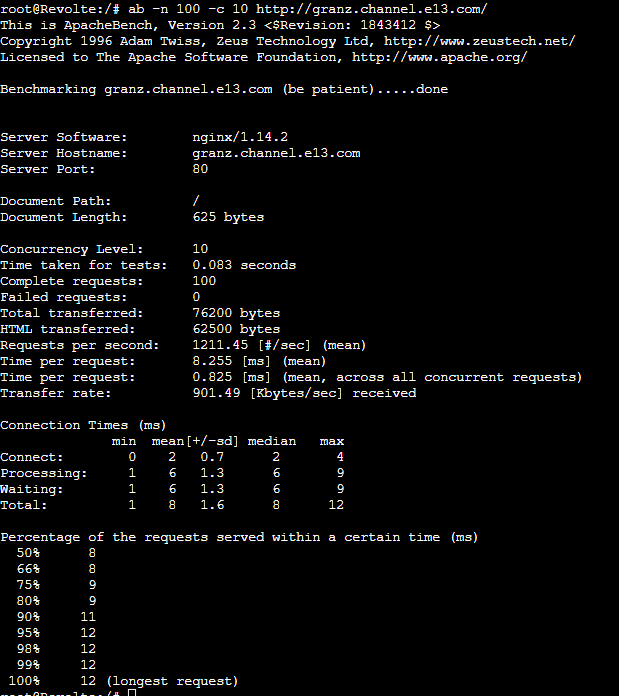 root@Revolte:/# ab -n 100 -c 10 http://granz.channel.e13.com/
This is ApacheBench, Version 2.3 <$Revision: 1843412 $>
Copyright 1996 Adam Twiss, Zeus Technology Ltd, http://www.zeustech.net/
Licensed to The Apache Software Foundation, http://www.apache.org/

Benchmarking granz.channel.e13.com (be patient).....done


Server Software:        nginx/1.14.2
Server Hostname:        granz.channel.e13.com
Server Port:            80

Document Path:          /
Document Length:        625 bytes

Concurrency Level:      10
Time taken for tests:   0.083 seconds
Complete requests:      100
Failed requests:        0
Total transferred:      76200 bytes
HTML transferred:       62500 bytes
Requests per second:    1211.45 [#/sec] (mean)
Time per request:       8.255 [ms] (mean)
Time per request:       0.825 [ms] (mean, across all concurrent requests)
Transfer rate:          901.49 [Kbytes/sec] received

Connection Times (ms)
              min  mean[+/-sd] median   max
Connect:        0    2   0.7      2       4
Processing:     1    6   1.3      6       9
Waiting:        1    6   1.3      6       9
Total:          1    8   1.6      8      12

Percentage of the requests served within a certain time (ms)
  50%      8
  66%      8
  75%      9
  80%      9
  90%     11
  95%     12
  98%     12
  99%     12
 100%     12 (longest request)
root@Revolte:/#